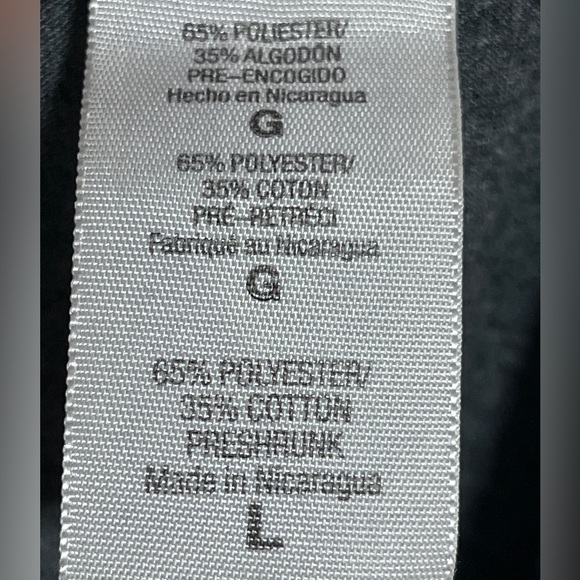 65% POLIESTER/
35% ALGODÓN
PRE-ENCOGIDO
Hecho en Nicaragua
G
65% POLYESTER/
35% COTON
PRÉ-RÉTRÉCI
Fabriqué au Nicaragua
G
65% POLYESTER/
35% COTTON
PRESHRUNK
Made in Nicaragua
L